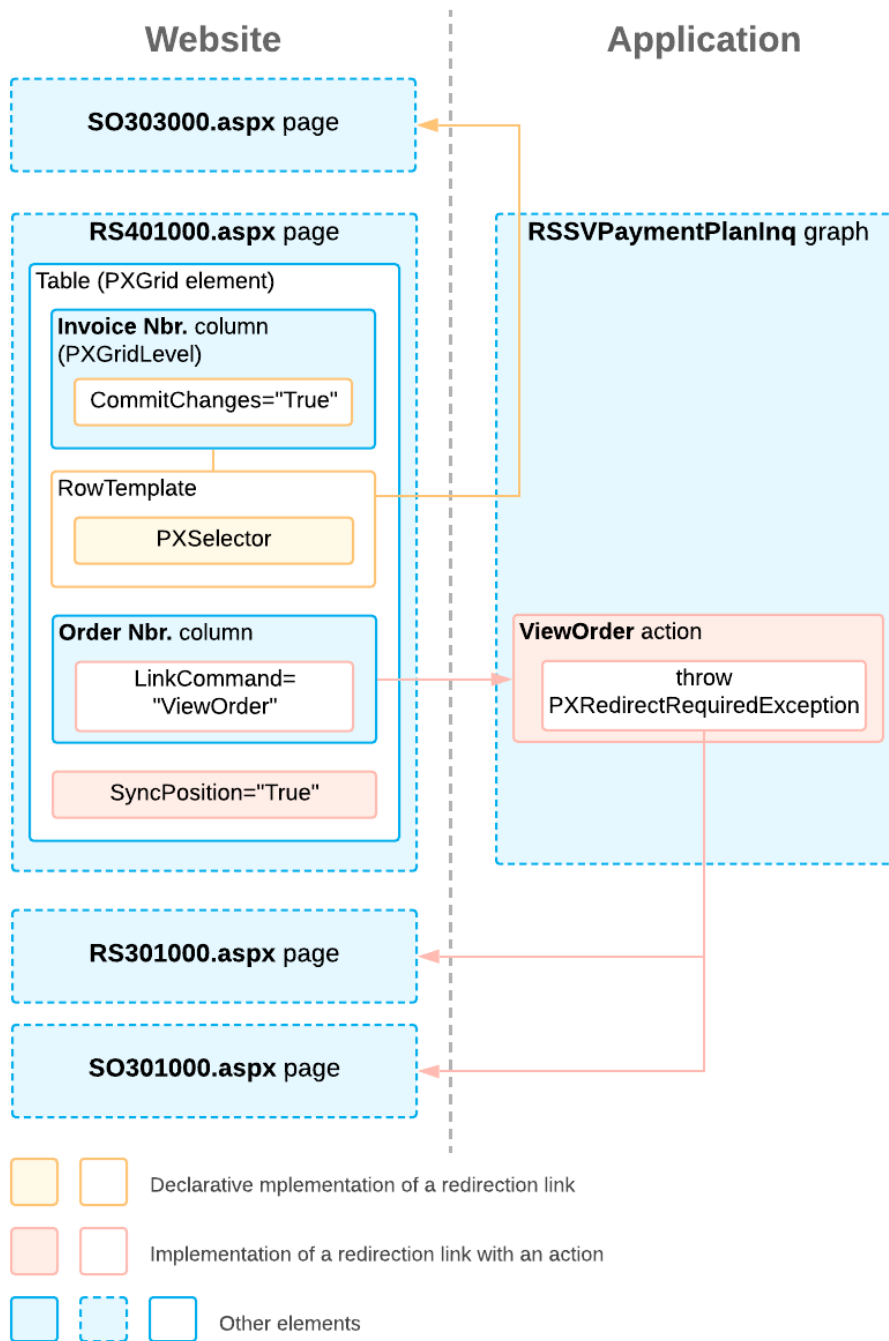 Website
Application
SO303000.aspx page
RS401000.aspx page
RSSVPaymentPlanInq graph
Table (PXGrid element)
Invoice Nbr. column
(PXGridLevel)
CommitChanges="True"
RowTemplate
PXSelector
Order Nbr. column
LinkCommand=
"ViewOrder"
ViewOrder action
throw
PXRedirectRequiredException
SyncPosition="True"
RS301000.aspx page
SO301000.aspx page
Declarative mplementation of a redirection link
Implementation of a redirection link with an action
Other elements